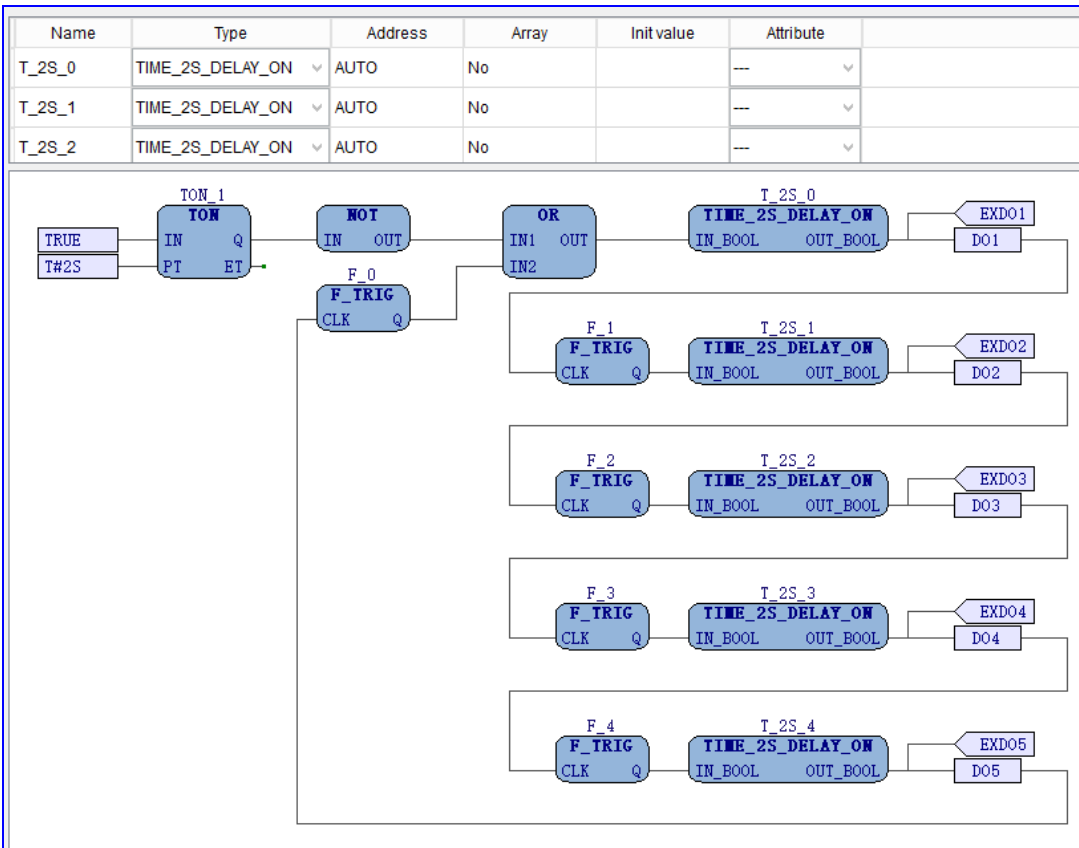 Name Type Address Array Init value Attribute
T_2S_0 TIME_2S_DELAY_ON AUTO No ---
T_2S_1 TIME_2S_DELAY_ON AUTO No ---
T_2S_2 TIME_2S_DELAY_ON AUTO No ---
TON_1 T_2S_0
TON NOT OR TIME_2S_DELAY_ON EXDO1
TRUE IN Q IN OUT IN1 OUT IN_BOOL OUT_BOOL DO1
T#2S PT ET IN2
F_0
F_TRIG
CLK Q
F_1 T_2S_1
F_TRIG TIME_2S_DELAY_ON EXDO2
CLK Q IN_BOOL OUT_BOOL DO2
F_2 T_2S_2
F_TRIG TIME_2S_DELAY_ON EXDO3
CLK Q IN_BOOL OUT_BOOL DO3
F_3 T_2S_3
F_TRIG TIME_2S_DELAY_ON EXDO4
CLK Q IN_BOOL OUT_BOOL DO4
F_4 T_2S_4
F_TRIG TIME_2S_DELAY_ON EXDO5
CLK Q IN_BOOL OUT_BOOL DO5